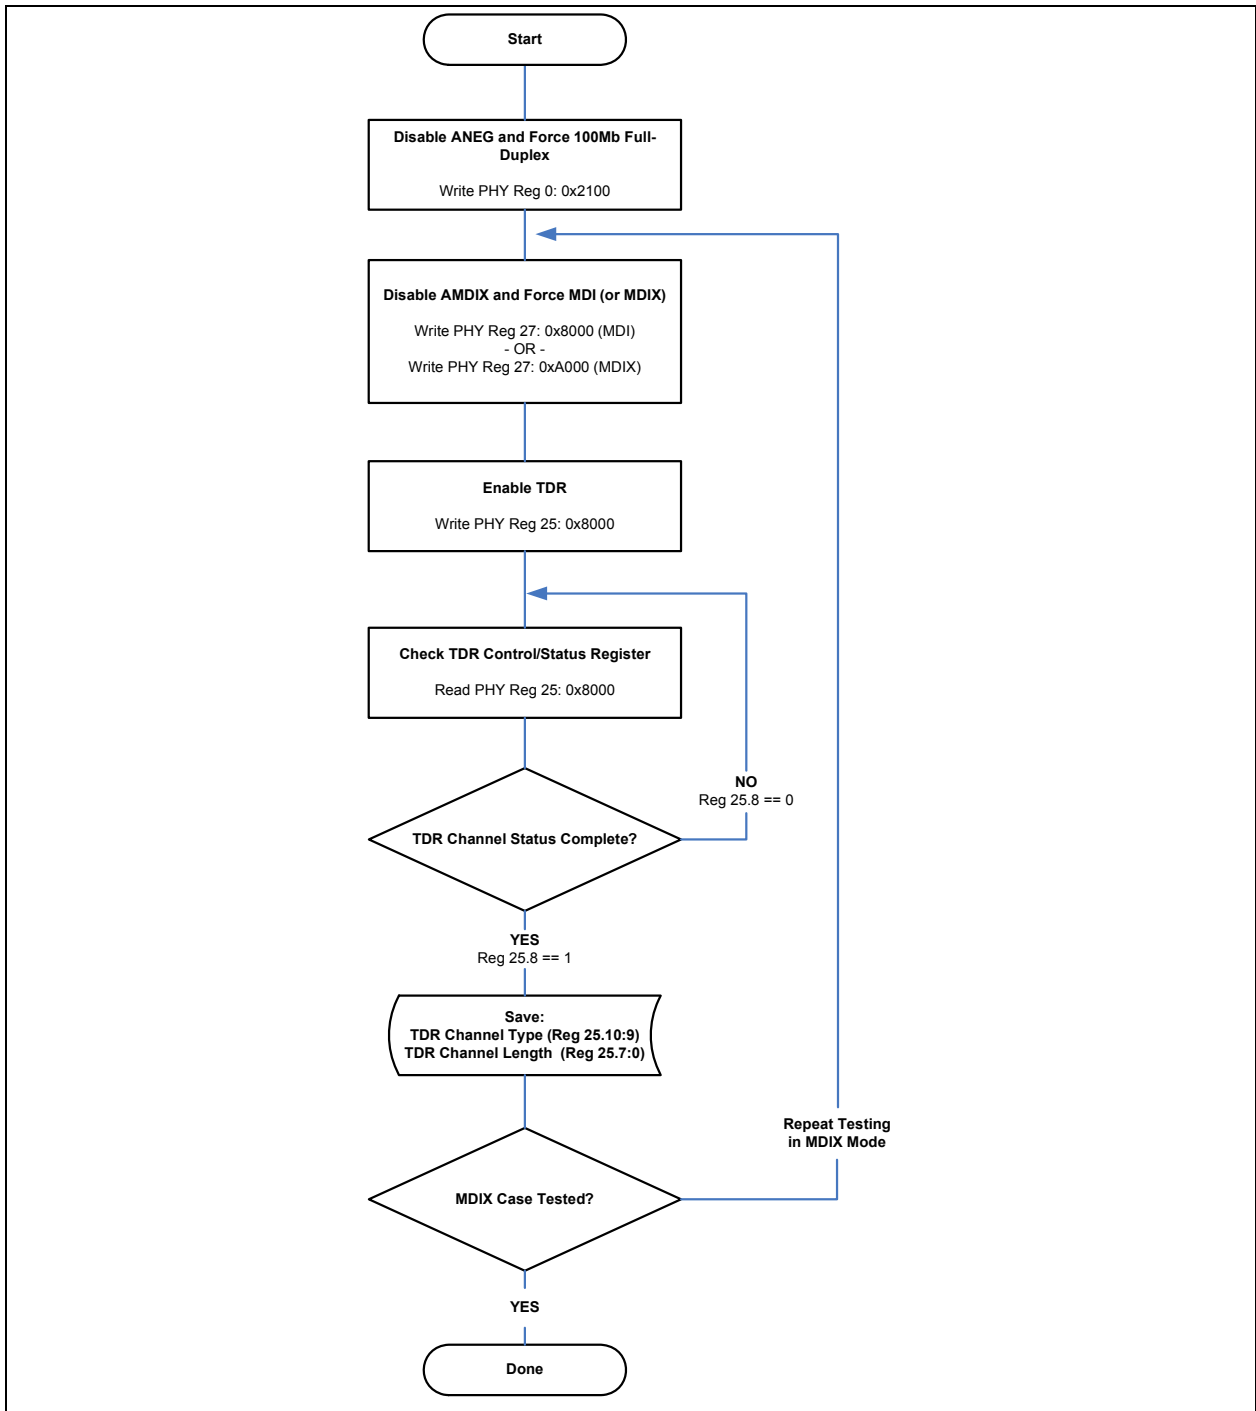 Start
Disable ANEG and Force 100Mb Full-
Duplex
Write PHY Reg 0: 0x2100
Disable AMDIX and Force MDI (or MDIX)
Write PHY Reg 27: 0x8000 (MDI)
- OR -
Write PHY Reg 27: 0xA000 (MDIX)
Enable TDR
Write PHY Reg 25: 0x8000
Check TDR Control/Status Register
Read PHY Reg 25: 0x8000
NO
Reg 25.8 == 0
TDR Channel Status Complete?
YES
Reg 25.8 == 1
Save:
TDR Channel Type (Reg 25.10:9)
TDR Channel Length  (Reg 25.7:0)
Repeat Testing
in MDIX Mode
MDIX Case Tested?
YES
Done